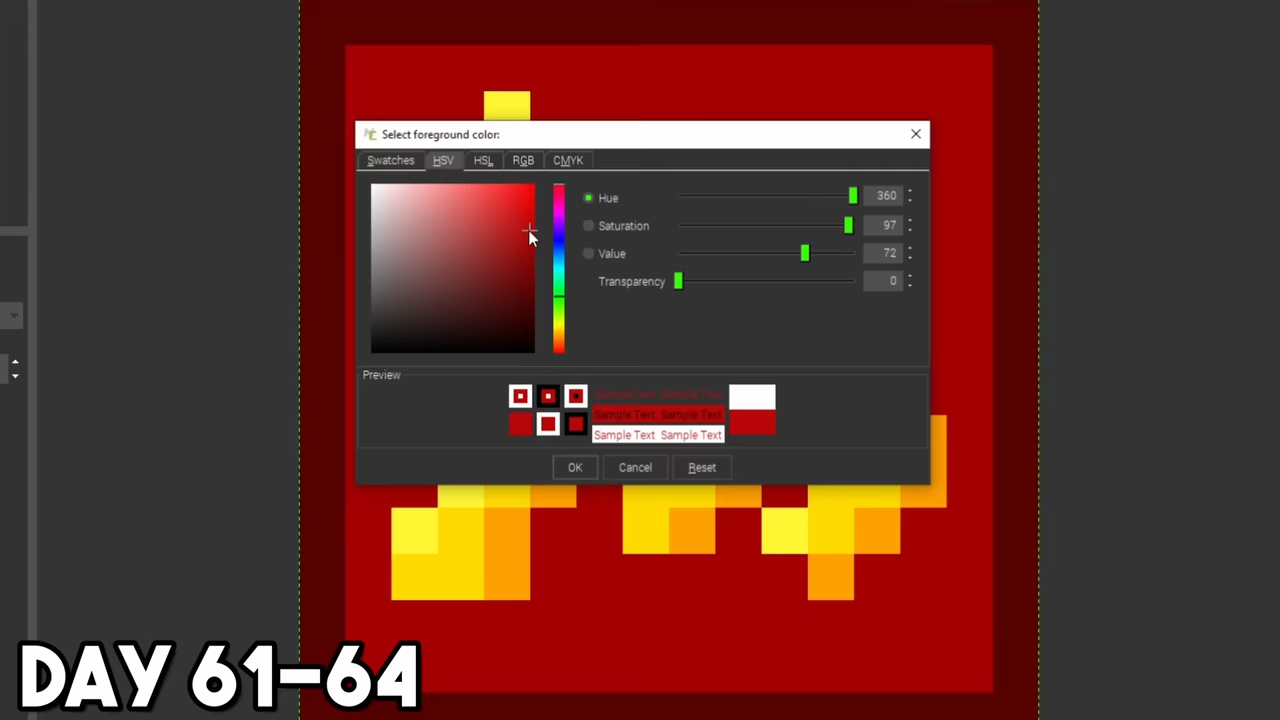 Select foreground color:
Swatches HSV HSL RGB CMYK
Hue 360
Saturation 97
Value 72
Transparency 0
Preview
Sample Text Sample Text
Sample Text Sample Text
Sample Text Sample Text
OK Cancel Reset
DAY 61-64